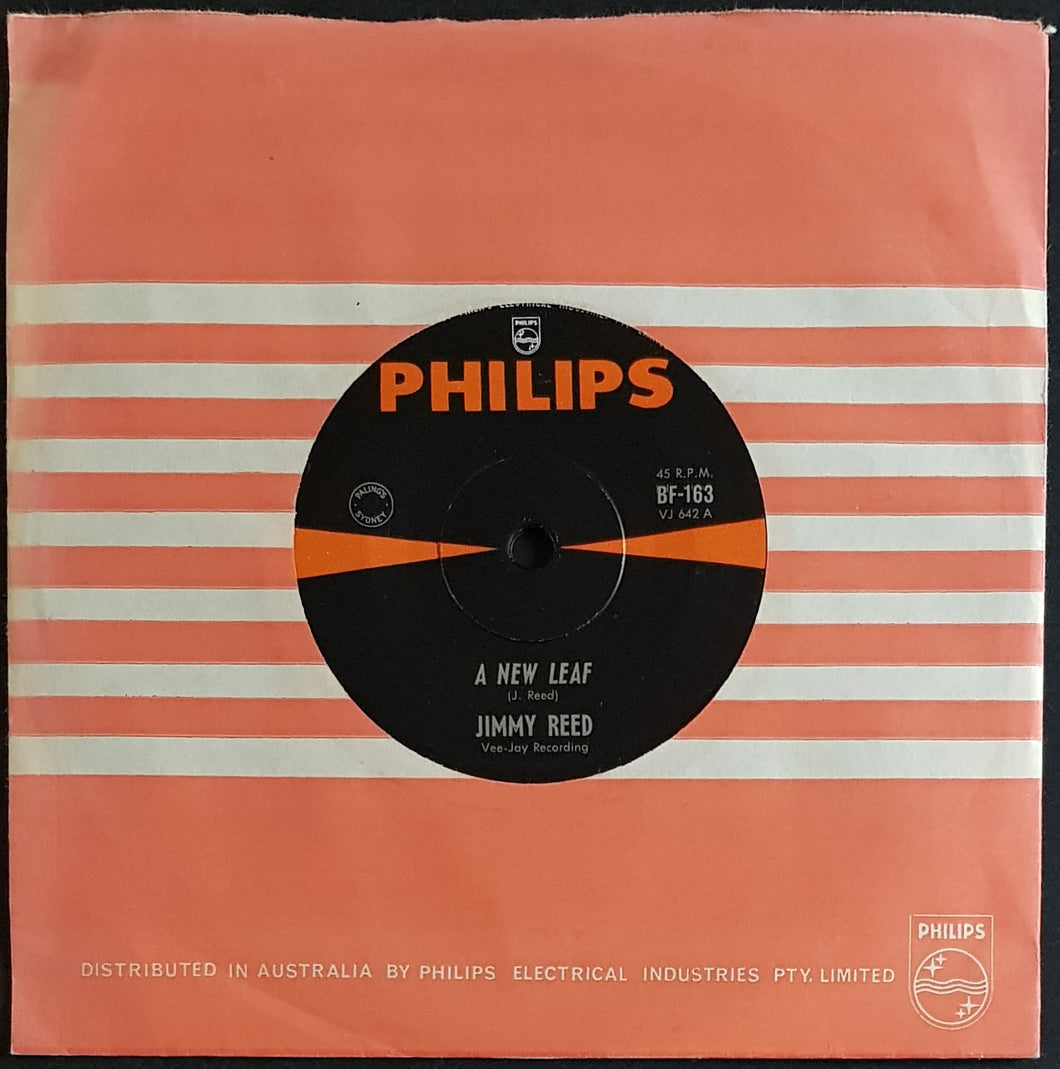 PHILIPS
PHILIPS
PALING'S
SYDNEY
45 R.P.M.
BF-163
VJ 642 A
A NEW LEAF
(J. Reed)
JIMMY REED
Vee-Jay Recording
PHILIPS
DISTRIBUTED IN AUSTRALIA BY PHILIPS ELECTRICAL INDUSTRIES PTY. LIMITED